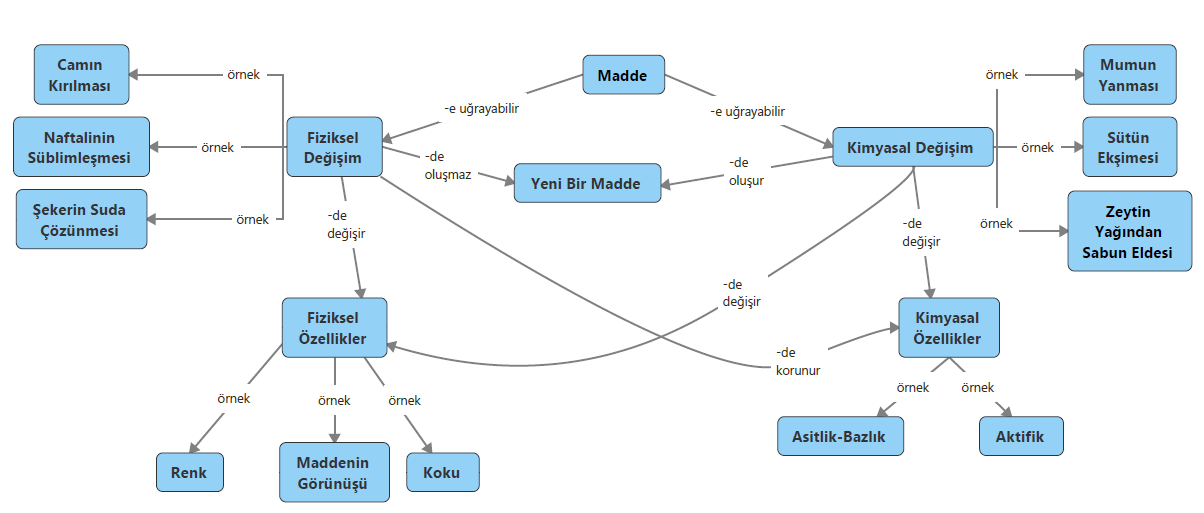 Madde
Camın
Kırılması
örnek
örnek
Mumun
Yanması
-e uğrayabilir
-e uğrayabilir
Naftalinin
Süblimleşmesi
örnek
Fiziksel
Değişim
-de
oluşmaz
Yeni Bir Madde
-de
oluşur
Kimyasal Değişim
örnek
Sütün
Ekşimesi
Şekerin Suda
Çözünmesi
örnek
-de
değişir
-de
değişir
örnek
Zeytin
Yağından
Sabun Eldesi
-de
değişir
Fiziksel
Özellikler
Kimyasal
Özellikler
-de
korunur
örnek
örnek
örnek
örnek
örnek
Asitlik-Bazlık
Aktifik
Renk
Maddenin
Görünüşü
Koku